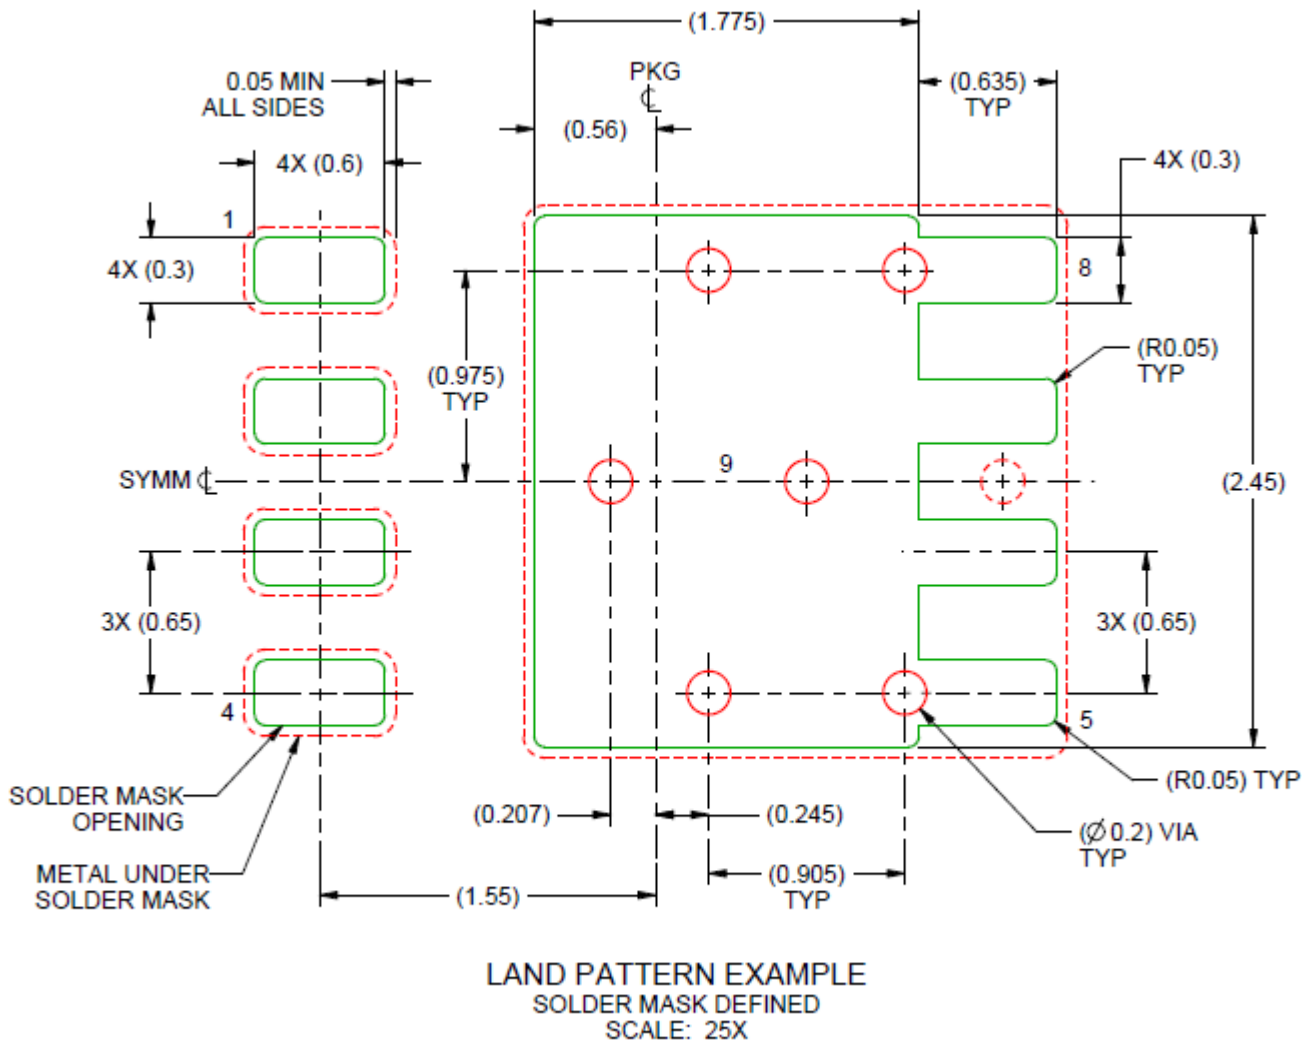 (1.775)
0.05 MIN
ALL SIDES
PKG
℄
(0.635)
TYP
(0.56)
4X (0.6)
4X (0.3)
1
4X (0.3)
8
(R0.05)
TYP
(0.975)
TYP
9
SYMM ℄
(2.45)
3X (0.65)
3X (0.65)
4
5
SOLDER MASK
OPENING
(R0.05) TYP
(0.207)
(0.245)
(Ø0.2) VIA
TYP
METAL UNDER
SOLDER MASK
(0.905)
TYP
(1.55)
LAND PATTERN EXAMPLE
SOLDER MASK DEFINED
SCALE: 25X